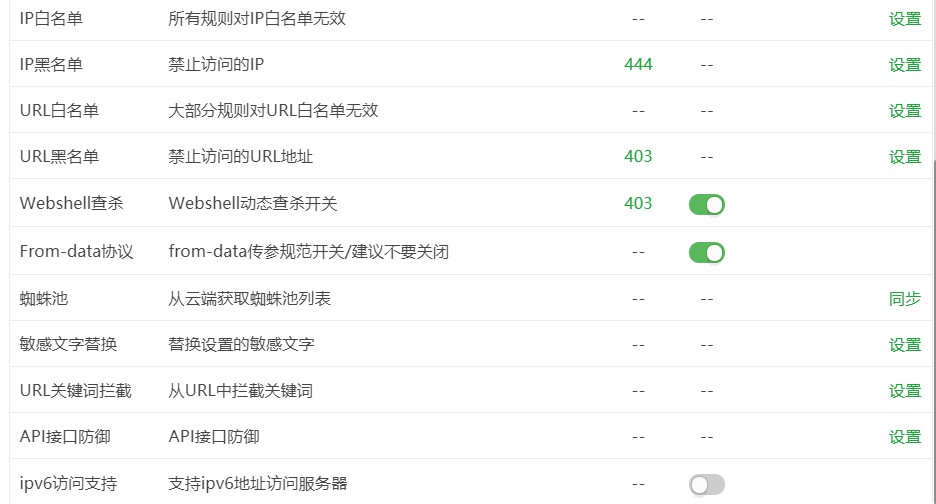 IP白名单 所有规则对IP白名单无效 -- -- 设置
IP黑名单 禁止访问的IP 444 -- 设置
URL白名单 大部分规则对URL白名单无效 -- -- 设置
URL黑名单 禁止访问的URL地址 403 -- 设置
Webshell查杀 Webshell动态查杀开关 403
From-data协议 from-data传参规范开关/建议不要关闭 --
蜘蛛池 从云端获取蜘蛛池列表 -- -- 同步
敏感文字替换 替换设置的敏感文字 -- -- 设置
URL关键词拦截 从URL中拦截关键词 -- -- 设置
API接口防御 API接口防御 -- -- 设置
ipv6访问支持 支持ipv6地址访问服务器 --